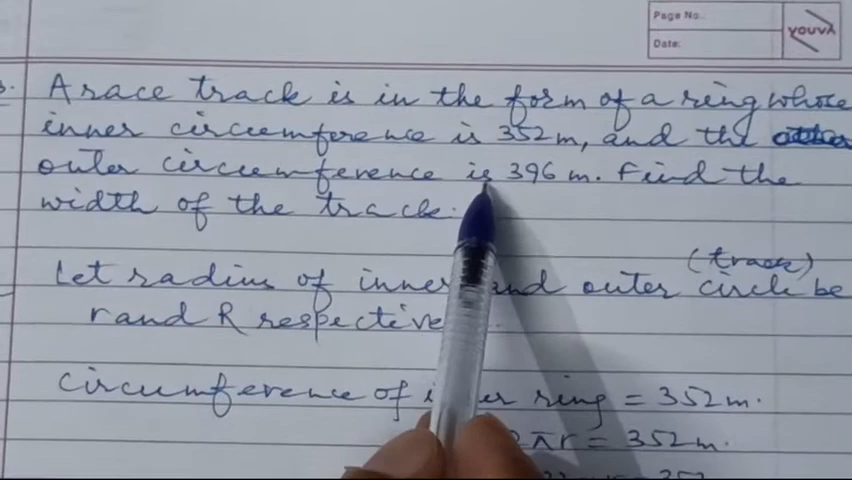 Page No.
Date:
YOUVA
A race track is in the form of a ring whose
inner circumference is 352 m, and the
outer circumference is 396 m. Find the
width of the track.
(track)
Let radius of inner and outer circle be
r and R respective
circumference of ring = 352 m.
2πr = 352 m.